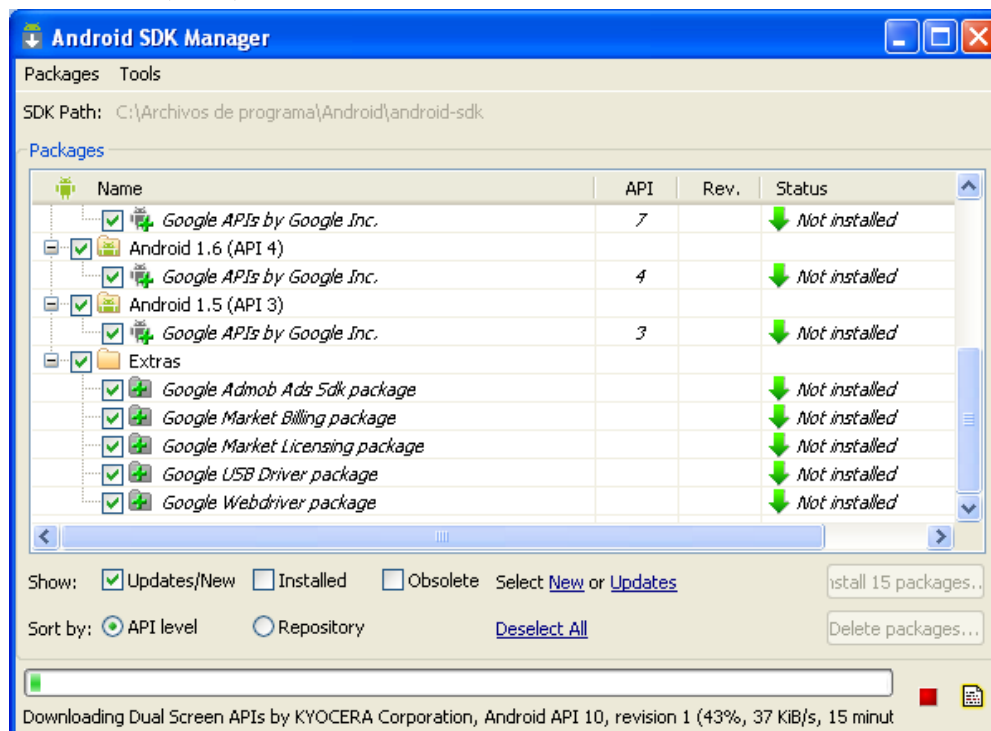 Android SDK Manager
Packages Tools
SDK Path: C:\Archivos de programa\Android\android-sdk
Packages
Name API Rev. Status
Google APIs by Google Inc. 7 Not installed
Android 1.6 (API 4)
Google APIs by Google Inc. 4 Not installed
Android 1.5 (API 3)
Google APIs by Google Inc. 3 Not installed
Extras
Google Admob Ads Sdk package Not installed
Google Market Billing package Not installed
Google Market Licensing package Not installed
Google USB Driver package Not installed
Google Webdriver package Not installed
Show: Updates/New Installed Obsolete Select New or Updates nstall 15 packages..
Sort by: API level Repository Deselect All Delete packages...
Downloading Dual Screen APIs by KYOCERA Corporation, Android API 10, revision 1 (43%, 37 KiB/s, 15 minut